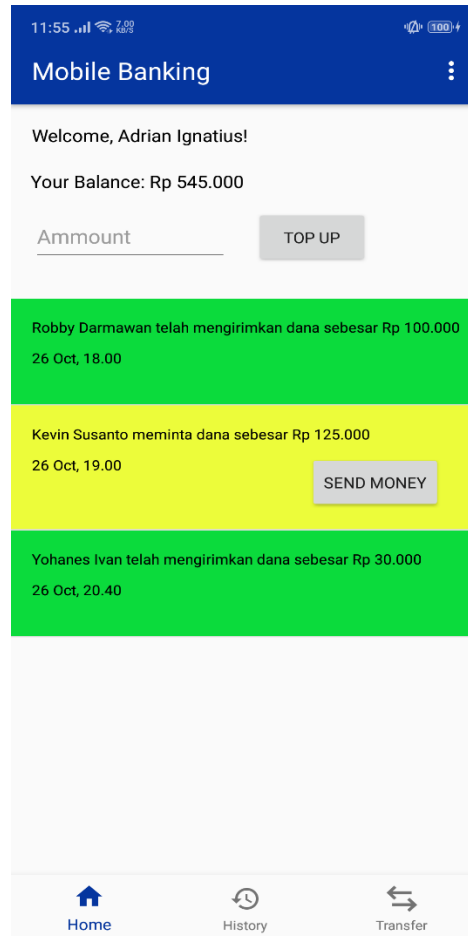 11:55 7,00 KB/S 100
Mobile Banking
Welcome, Adrian Ignatius!
Your Balance: Rp 545.000
Ammount TOP UP
Robby Darmawan telah mengirimkan dana sebesar Rp 100.000
26 Oct, 18.00
Kevin Susanto meminta dana sebesar Rp 125.000
26 Oct, 19.00
SEND MONEY
Yohanes Ivan telah mengirimkan dana sebesar Rp 30.000
26 Oct, 20.40
Home History Transfer